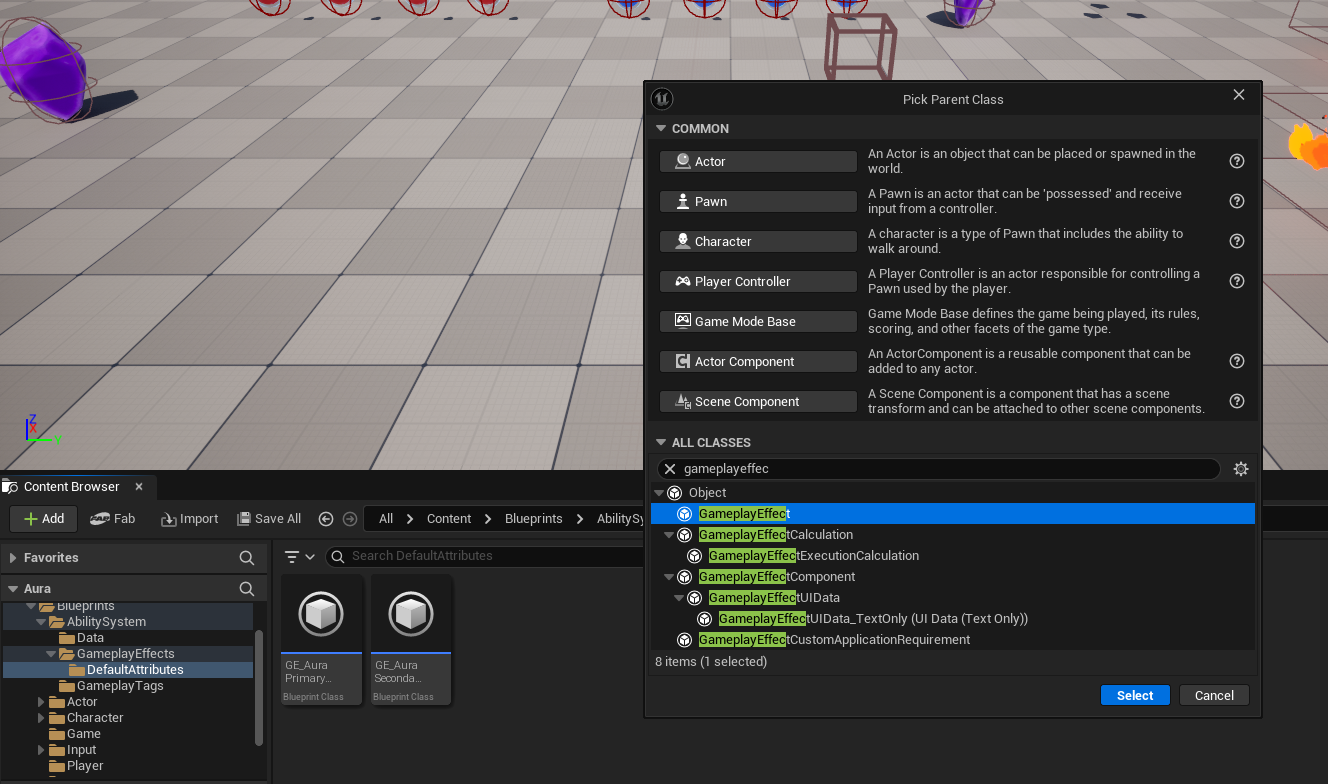 Pick Parent Class
COMMON
Actor
An Actor is an object that can be placed or spawned in the
world.
Pawn
A Pawn is an actor that can be 'possessed' and receive
input from a controller.
Character
A character is a type of Pawn that includes the ability to
walk around.
Player Controller
A Player Controller is an actor responsible for controlling a
Pawn used by the player.
Game Mode Base
Game Mode Base defines the game being played, its rules,
scoring, and other facets of the game type.
Actor Component
An ActorComponent is a reusable component that can be
added to any actor.
Scene Component
A Scene Component is a component that has a scene
transform and can be attached to other scene components.
ALL CLASSES
gameplayeffec
Object
GameplayEffect
GameplayEffectCalculation
GameplayEffectExecutionCalculation
GameplayEffectComponent
GameplayEffectUIData
GameplayEffectUIData_TextOnly (UI Data (Text Only))
GameplayEffectCustomApplicationRequirement
8 items (1 selected)
Select
Cancel
Z
X
Y
Content Browser
Add
Fab
Import
Save All
All
Content
Blueprints
AbilitySy
Favorites
Aura
Blueprints
AbilitySystem
Data
GameplayEffects
DefaultAttributes
GameplayTags
Actor
Character
Game
Input
Player
Search DefaultAttributes
GE_Aura
Primary...
Blueprint Class
GE_Aura
Seconda...
Blueprint Class